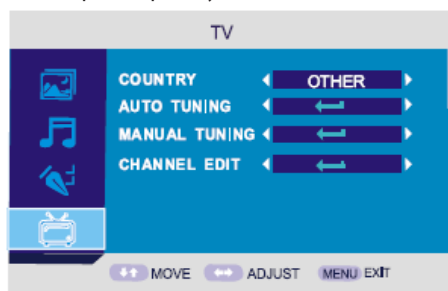 TV
COUNTRY OTHER
AUTO TUNING
MANUAL TUNING
CHANNEL EDIT
MOVE ADJUST MENU EXIT